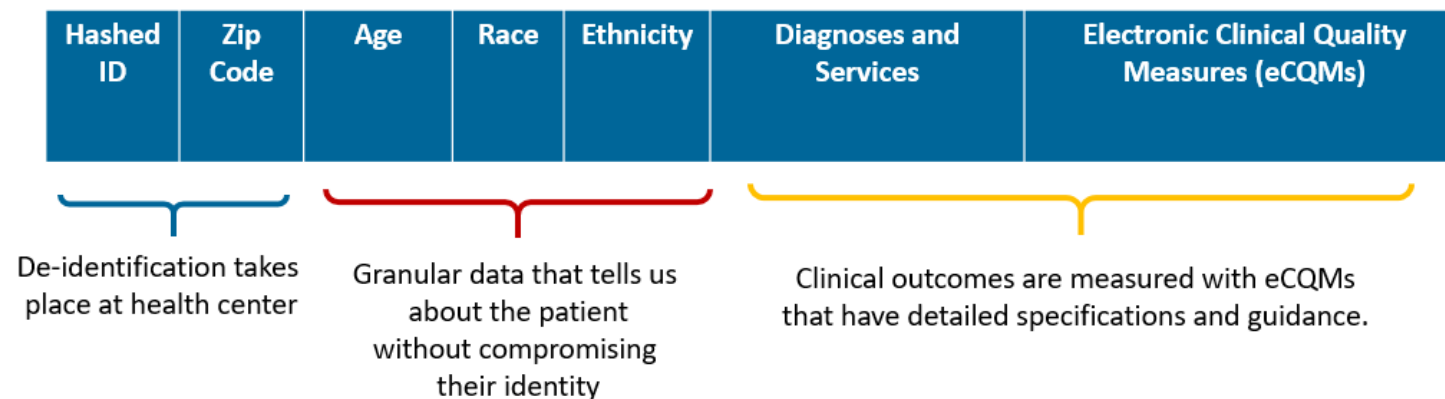 Hashed
ID
Zip
Code
Age
Race
Ethnicity
Diagnoses and
Services
Electronic Clinical Quality
Measures (eCQMs)
De-identification takes
place at health center
Granular data that tells us
about the patient
without compromising
their identity
Clinical outcomes are measured with eCQMs
that have detailed specifications and guidance.